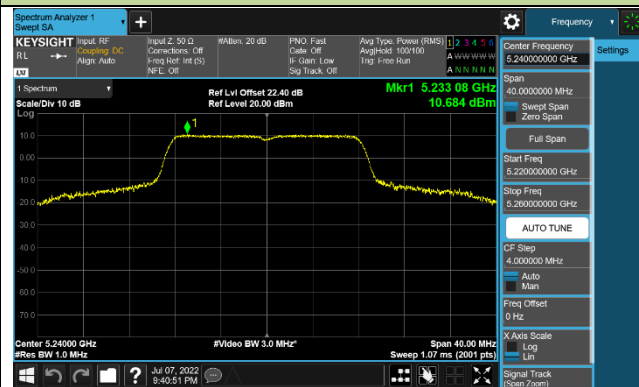 Spectrum Analyzer 1
Swept SA
Frequency
KEYSIGHT Input: RF Input Z: 50 Ω #Atten: 20 dB PNO: Fast Avg Type: Power (RMS) 1 2 3 4 5 6
RL Coupling: DC Corrections: Off Gate: Off Avg|Hold: 100/100 A W W W W W
Align: Auto Freq Ref: Int (S) IF Gain: Low Trig: Free Run
NFE: Off Sig Track: Off A N N N N N
LXI
1 Spectrum
Scale/Div 10 dB
Ref Lvl Offset 22.40 dB
Ref Level 20.00 dBm
Mkr1 5.233 08 GHz
10.684 dBm
Log
1
10.0
0.00
-10.0
-20.0
-30.0
-40.0
-50.0
-60.0
-70.0
Center 5.24000 GHz
#Res BW 1.0 MHz
#Video BW 3.0 MHz*
Span 40.00 MHz
Sweep 1.07 ms (2001 pts)
Center Frequency
5.240000000 GHz
Settings
Span
40.0000000 MHz
Swept Span
Zero Span
Full Span
Start Freq
5.220000000 GHz
Stop Freq
5.260000000 GHz
AUTO TUNE
CF Step
4.000000 MHz
Auto
Man
Freq Offset
0 Hz
X Axis Scale
Log
Lin
Signal Track
(Span Zoom)
Jul 07, 2022
9:40:51 PM